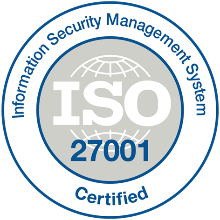 Information Security Management System
ISO
27001
Certified